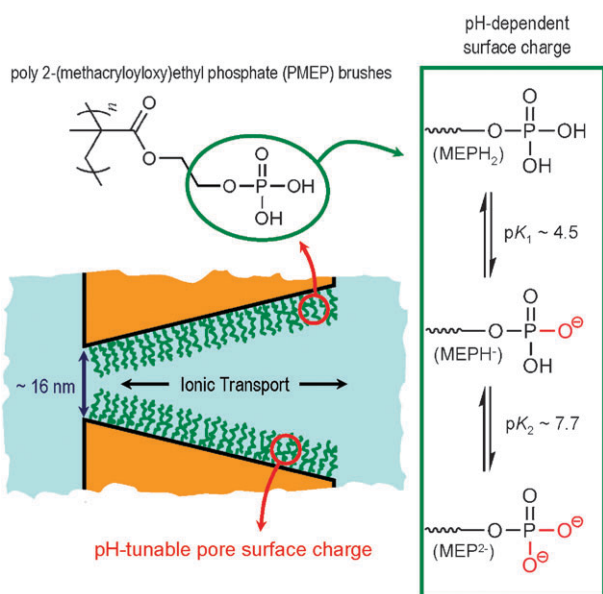 pH-dependent
surface charge
poly 2-(methacryloyloxy)ethyl phosphate (PMEP) brushes
n
O
O
O
O
P
OH
OH
O
O
P
OH
OH
(MEPH₂)
pK₁ ~ 4.5
O
O
P
O⊖
OH
(MEPH⁻)
pK₂ ~ 7.7
O
O
P
O⊖
O
⊖
(MEP²⁻)
~ 16 nm
Ionic Transport
pH-tunable pore surface charge